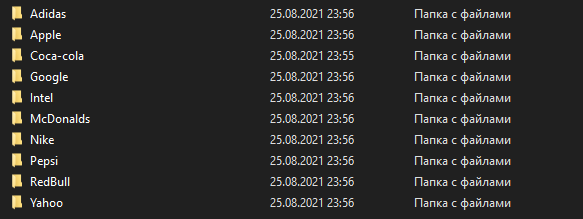 Adidas 25.08.2021 23:56 Папка с файлами
Apple 25.08.2021 23:56 Папка с файлами
Coca-cola 25.08.2021 23:55 Папка с файлами
Google 25.08.2021 23:56 Папка с файлами
Intel 25.08.2021 23:56 Папка с файлами
McDonalds 25.08.2021 23:56 Папка с файлами
Nike 25.08.2021 23:56 Папка с файлами
Pepsi 25.08.2021 23:56 Папка с файлами
RedBull 25.08.2021 23:56 Папка с файлами
Yahoo 25.08.2021 23:56 Папка с файлами